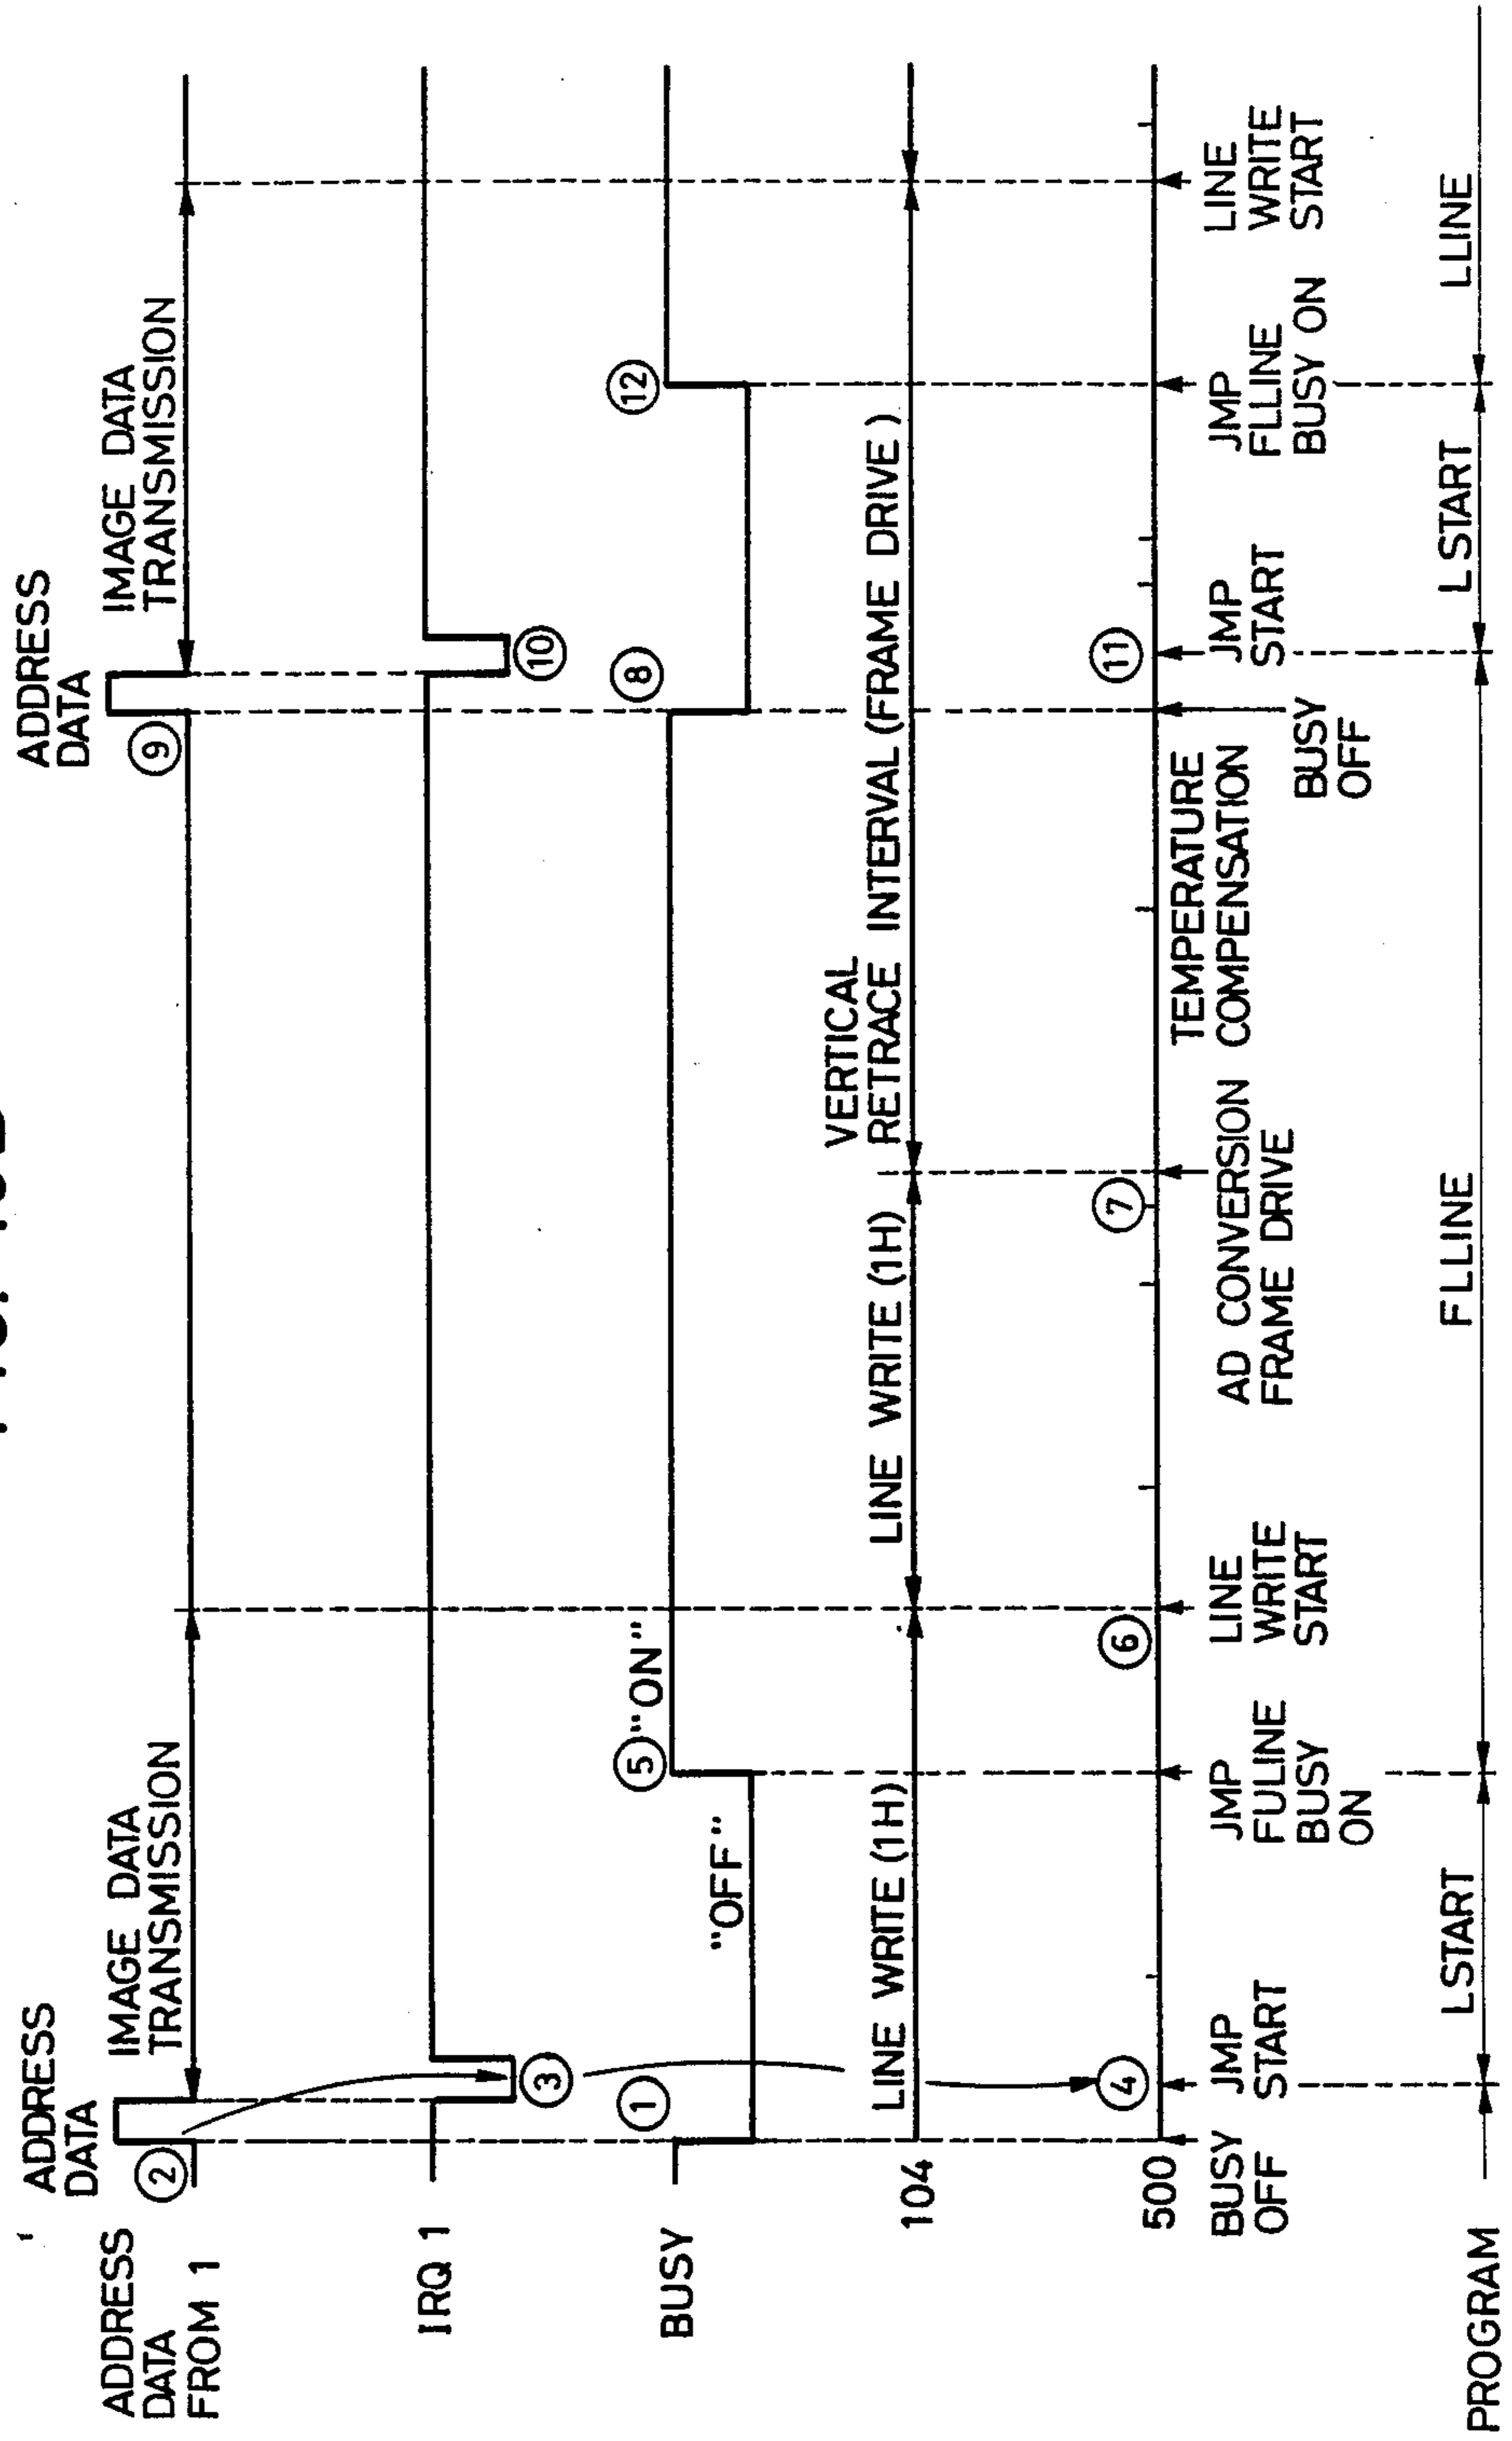 ADDRESS
DATA
ADDRESS
DATA
ADDRESS
DATA
FROM 1
②
IMAGE DATA
TRANSMISSION
⑨
IMAGE DATA
TRANSMISSION
IRQ 1
③
⑩
BUSY
①
"OFF"
⑤
"ON"
⑧
⑫
104
LINE WRITE (1H)
LINE WRITE (1H)
VERTICAL
RETRACE INTERVAL (FRAME DRIVE)
500
④
⑥
⑦
⑪
BUSY
OFF
JMP
START
JMP
FULINE
BUSY
ON
LINE
WRITE
START
AD CONVERSION
FRAME DRIVE
TEMPERATURE
COMPENSATION
BUSY
OFF
JMP
START
JMP
FLLINE
BUSY ON
LINE
WRITE
START
PROGRAM
LSTART
FLLINE
LSTART
LLINE